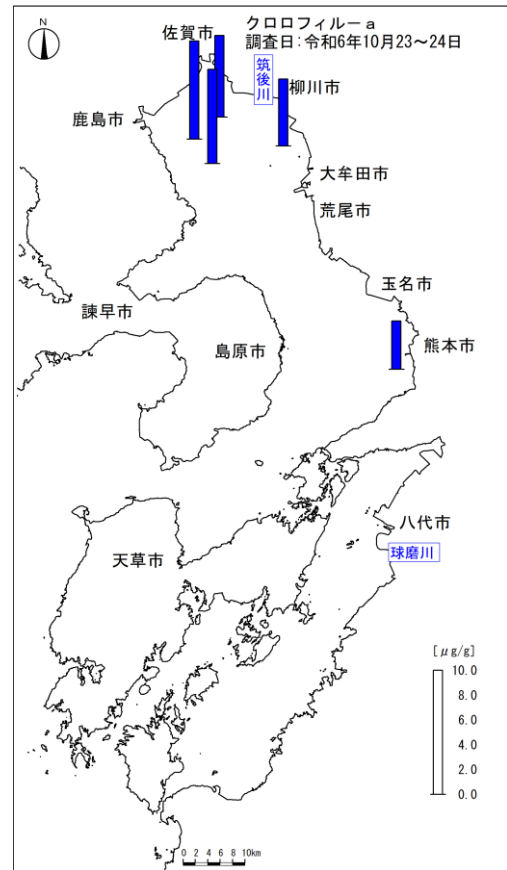 N
クロロフィルーａ
調査日：令和6年10月23～24日
佐賀市
筑後川
柳川市
鹿島市
大牟田市
荒尾市
玉名市
諫早市
島原市
熊本市
八代市
球磨川
天草市
[μg/g]
10.0
8.0
6.0
4.0
2.0
0.0
0 2 4 6 8 10km